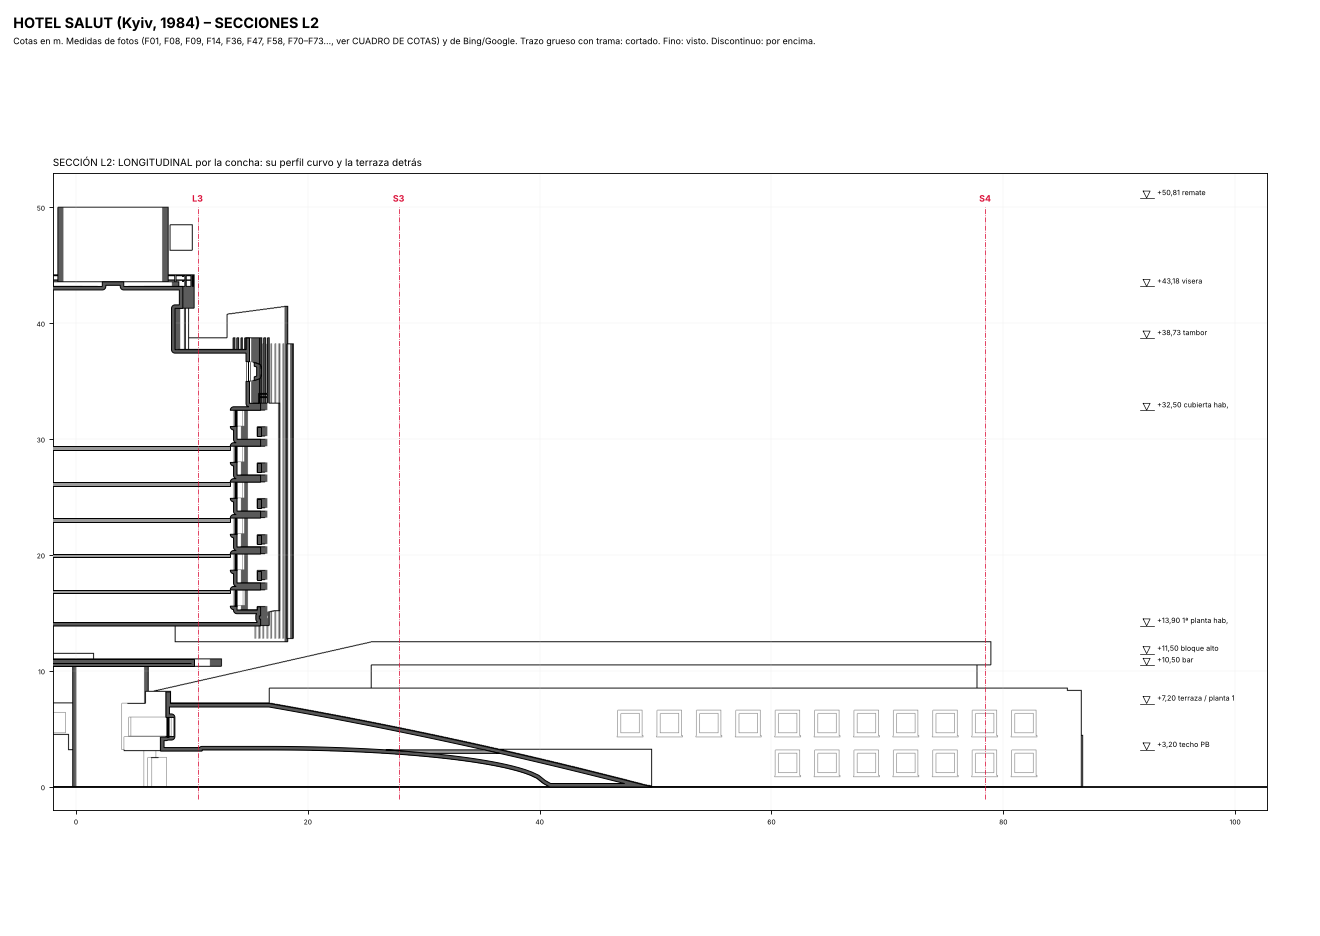 HOTEL SALUT (Kyiv, 1984) – SECCIONES L2
Cotas en m. Medidas de fotos (F01, F08, F09, F14, F36, F47, F58, F70–F73..., ver CUADRO DE COTAS) y de Bing/Google. Trazo grueso con trama: cortado. Fino: visto. Discontinuo: por encima.
SECCIÓN L2: LONGITUDINAL por la concha: su perfil curvo y la terraza detrás
L3
S3
S4
+50,81 remate
+43,18 visera
+38,73 tambor
+32,50 cubierta hab,
+13,90 1ª planta hab,
+11,50 bloque alto
+10,50 bar
+7,20 terraza / planta 1
+3,20 techo PB
50
40
30
20
10
0
0
20
40
60
80
100